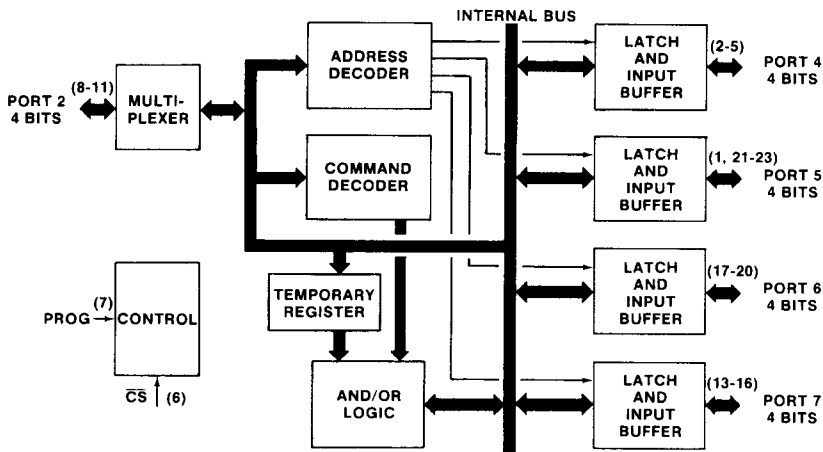 INTERNAL BUS
PORT 2
4 BITS
(8-11)
MULTI-
PLEXER
ADDRESS
DECODER
LATCH
AND
INPUT
BUFFER
(2-5)
PORT 4
4 BITS
COMMAND
DECODER
LATCH
AND
INPUT
BUFFER
(1, 21-23)
PORT 5
4 BITS
PROG
(7)
CONTROL
C̅S̅
(6)
TEMPORARY
REGISTER
LATCH
AND
INPUT
BUFFER
(17-20)
PORT 6
4 BITS
AND/OR
LOGIC
LATCH
AND
INPUT
BUFFER
(13-16)
PORT 7
4 BITS